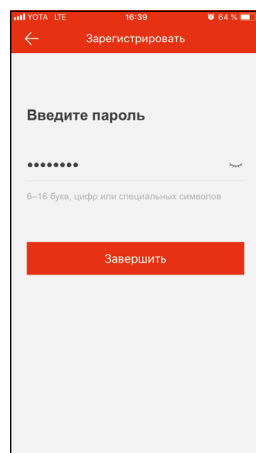 YOTA LTE 16:39 64 %
Зарегистрировать
Введите пароль
••••••••
6–16 букв, цифр или специальных символов
Завершить